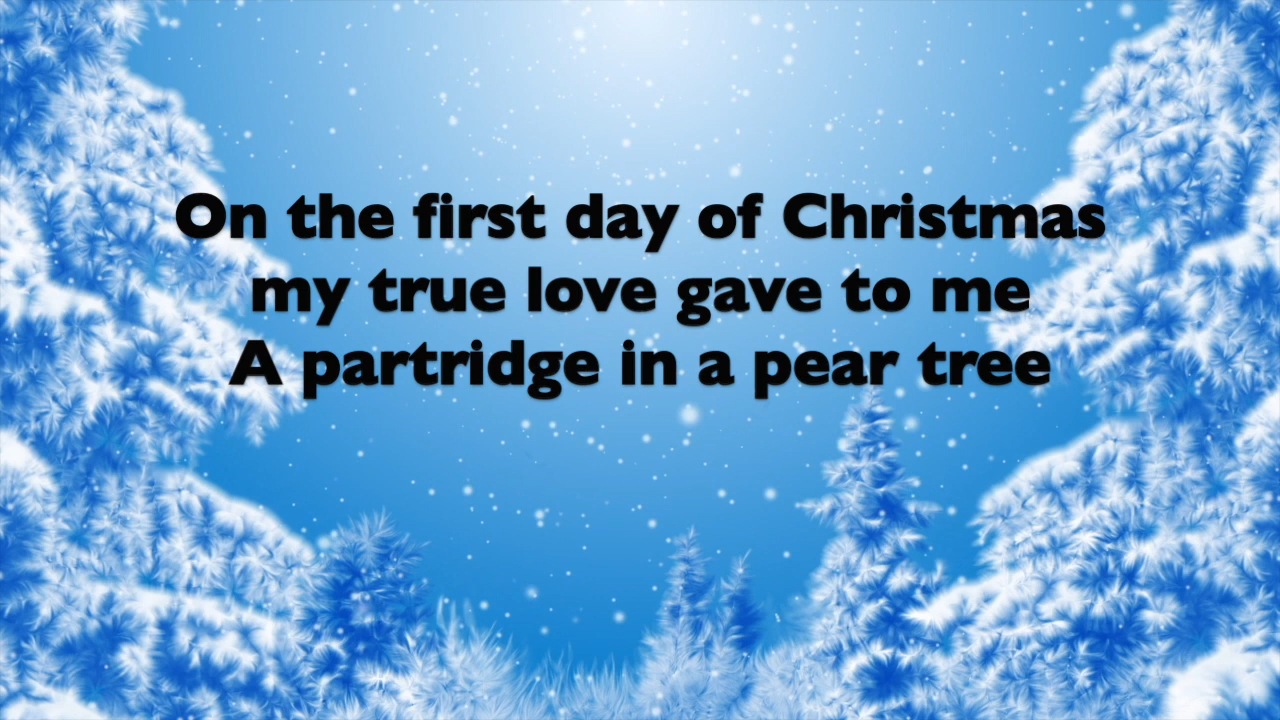 On the first day of Christmas
my true love gave to me
A partridge in a pear tree